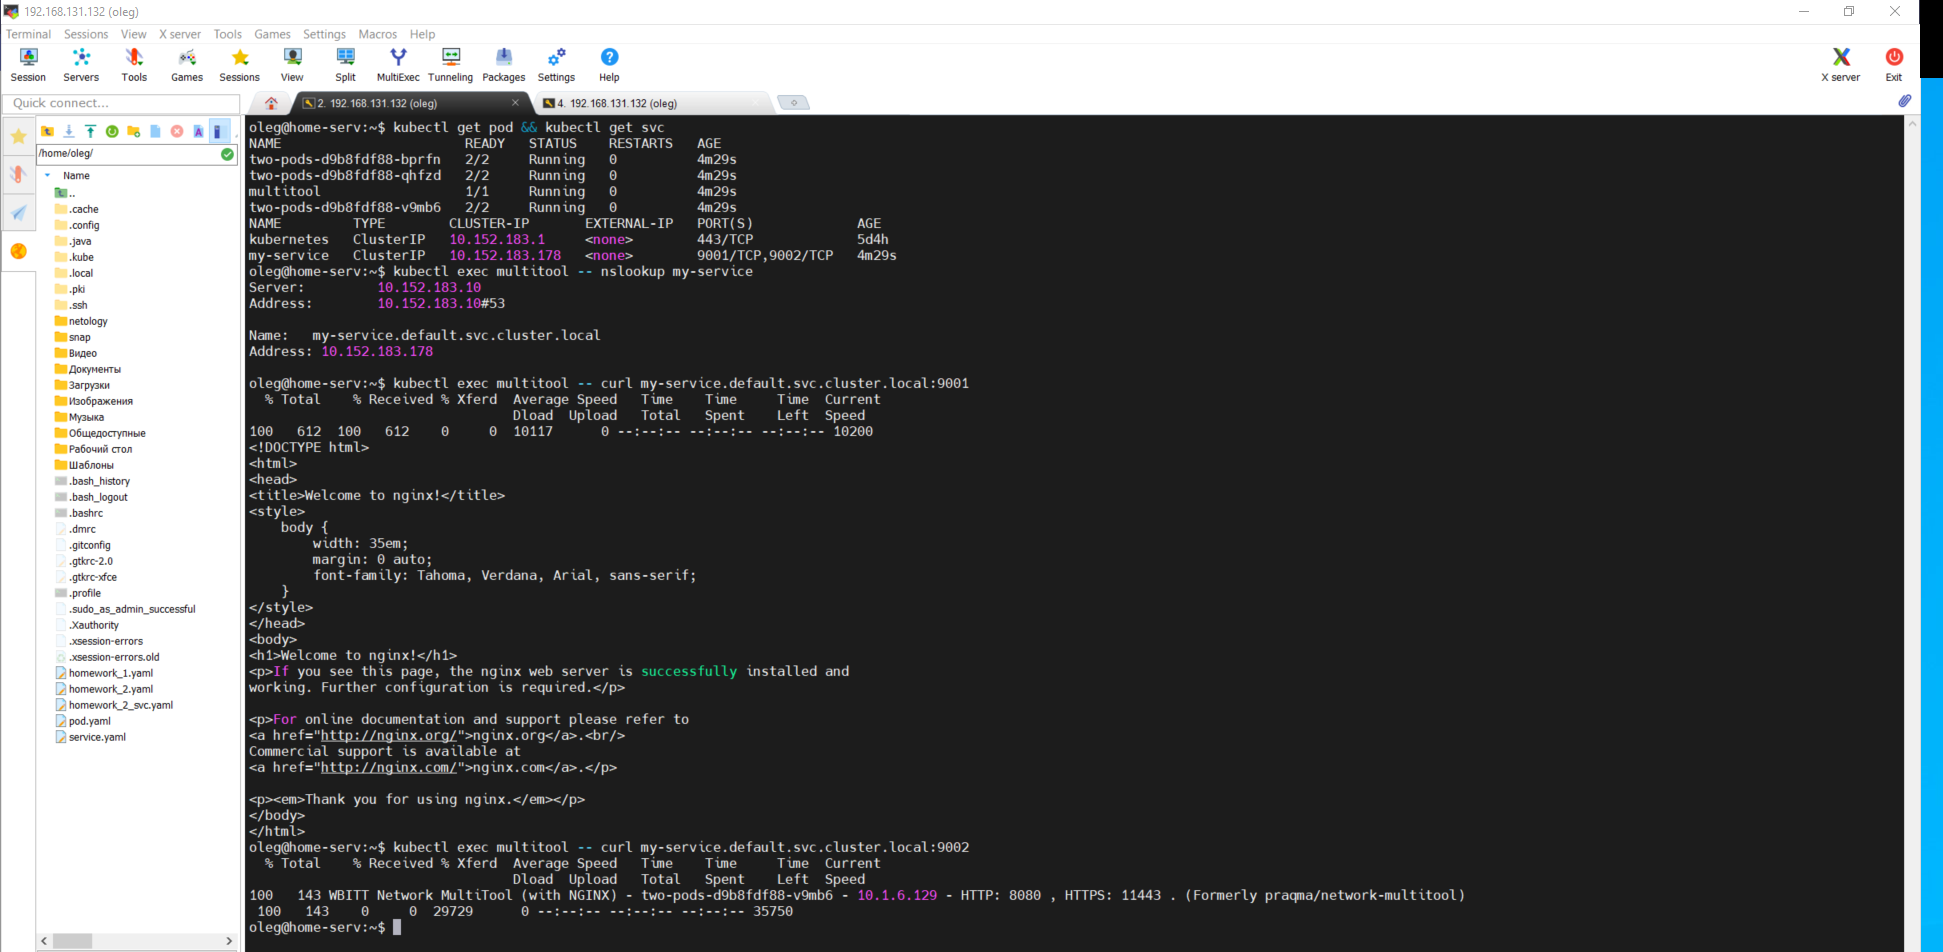 192.168.131.132 (oleg)
Terminal Sessions View X server Tools Games Settings Macros Help
Session Servers Tools Games Sessions View Split MultiExec Tunneling Packages Settings Help X server Exit
Quick connect...
2. 192.168.131.132 (oleg)
4. 192.168.131.132 (oleg)
/home/oleg/
Name
..
.cache
.config
.java
.kube
.local
.pki
.ssh
netology
snap
Видео
Документы
Загрузки
Изображения
Музыка
Общедоступные
Рабочий стол
Шаблоны
.bash_history
.bash_logout
.bashrc
.dmrc
.gitconfig
.gtkrc-2.0
.gtkrc-xfce
.profile
.sudo_as_admin_successful
.Xauthority
.xsession-errors
.xsession-errors.old
homework_1.yaml
homework_2.yaml
homework_2_svc.yaml
pod.yaml
service.yaml
oleg@home-serv:~$ kubectl get pod && kubectl get svc
NAME                       READY   STATUS    RESTARTS   AGE
two-pods-d9b8fdf88-bprfn   2/2     Running   0          4m29s
two-pods-d9b8fdf88-qhfzd   2/2     Running   0          4m29s
multitool                  1/1     Running   0          4m29s
two-pods-d9b8fdf88-v9mb6   2/2     Running   0          4m29s
NAME         TYPE        CLUSTER-IP       EXTERNAL-IP   PORT(S)             AGE
kubernetes   ClusterIP   10.152.183.1     <none>        443/TCP             5d4h
my-service   ClusterIP   10.152.183.178   <none>        9001/TCP,9002/TCP   4m29s
oleg@home-serv:~$ kubectl exec multitool -- nslookup my-service
Server:         10.152.183.10
Address:        10.152.183.10#53
Name:   my-service.default.svc.cluster.local
Address: 10.152.183.178
oleg@home-serv:~$ kubectl exec multitool -- curl my-service.default.svc.cluster.local:9001
  % Total    % Received % Xferd  Average Speed   Time    Time     Time  Current
                                 Dload  Upload   Total   Spent    Left  Speed
100   612  100   612    0     0  10117      0 --:--:-- --:--:-- --:--:-- 10200
<!DOCTYPE html>
<html>
<head>
<title>Welcome to nginx!</title>
<style>
    body {
        width: 35em;
        margin: 0 auto;
        font-family: Tahoma, Verdana, Arial, sans-serif;
    }
</style>
</head>
<body>
<h1>Welcome to nginx!</h1>
<p>If you see this page, the nginx web server is successfully installed and
working. Further configuration is required.</p>
<p>For online documentation and support please refer to
<a href="http://nginx.org/">nginx.org</a>.<br/>
Commercial support is available at
<a href="http://nginx.com/">nginx.com</a>.</p>
<p><em>Thank you for using nginx.</em></p>
</body>
</html>
oleg@home-serv:~$ kubectl exec multitool -- curl my-service.default.svc.cluster.local:9002
  % Total    % Received % Xferd  Average Speed   Time    Time     Time  Current
                                 Dload  Upload   Total   Spent    Left  Speed
100   143 WBITT Network MultiTool (with NGINX) - two-pods-d9b8fdf88-v9mb6 - 10.1.6.129 - HTTP: 8080 , HTTPS: 11443 . (Formerly praqma/network-multitool)
 100   143    0     0  29729      0 --:--:-- --:--:-- --:--:-- 35750
oleg@home-serv:~$